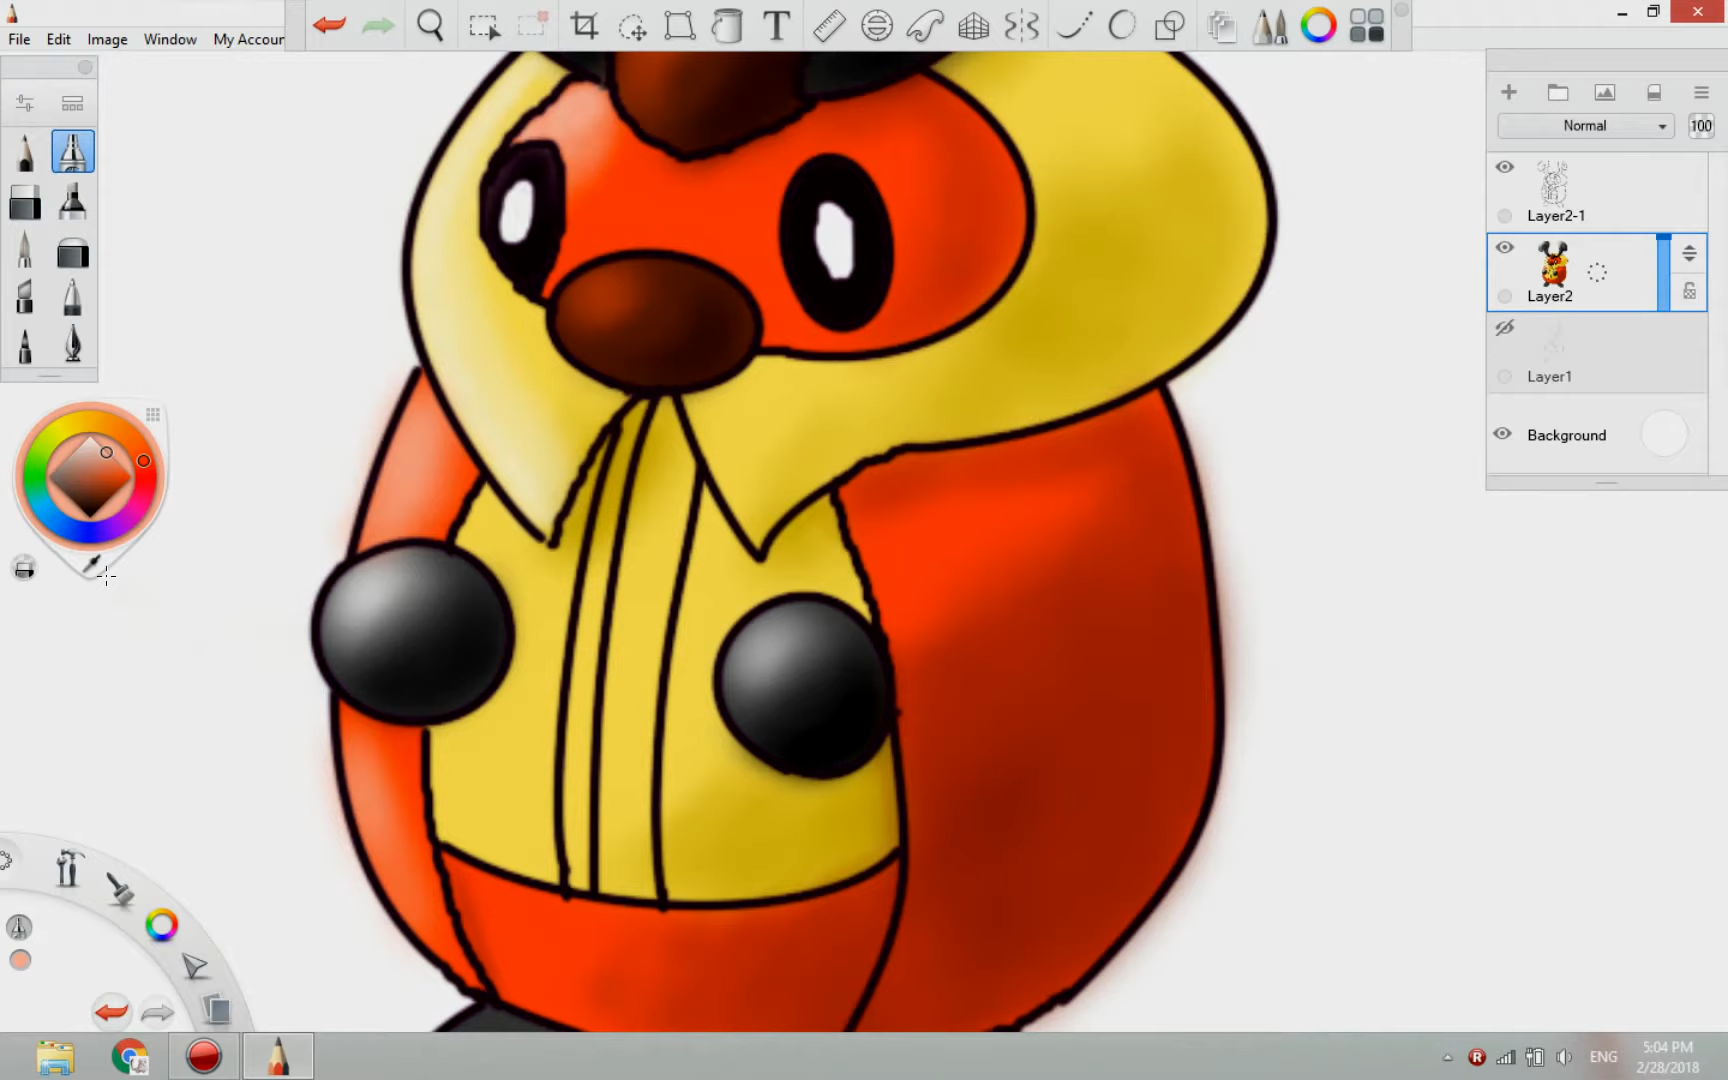 File Edit Image Window My Accour
Normal
100
Layer2-1
Layer2
Layer1
Background
ENG
5:04 PM
2/28/2018